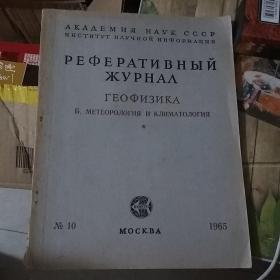 АКАДЕМИЯ НАУК СССР
ИНСТИТУТ НАУЧНОЙ ИНФОРМАЦИИ
РЕФЕРАТИВНЫЙ
ЖУРНАЛ
ГЕОФИЗИКА
Б. МЕТЕОРОЛОГИЯ И КЛИМАТОЛОГИЯ
№ 10 1965
МОСКВА